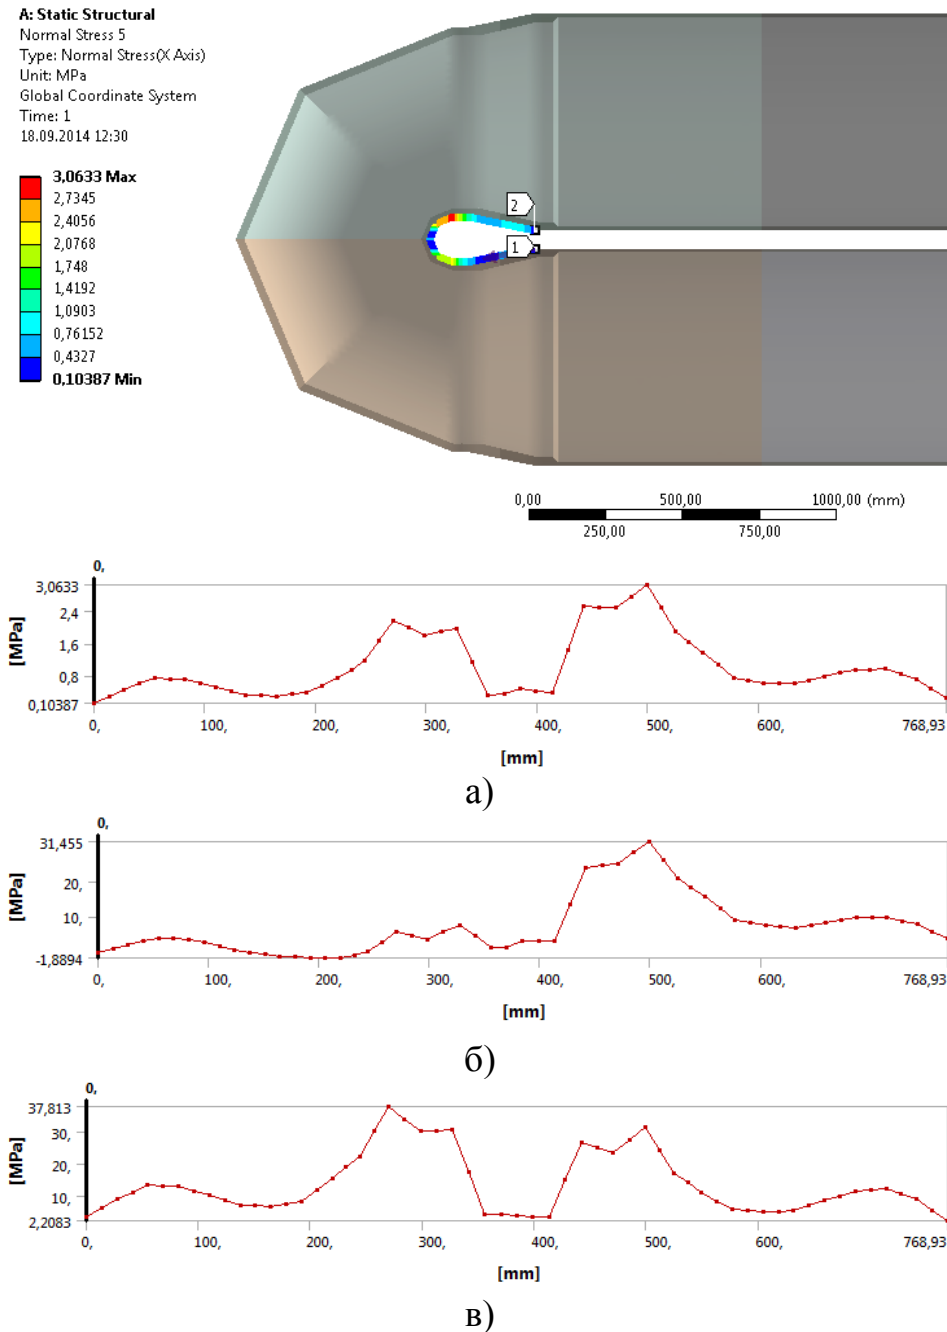 A: Static Structural
Normal Stress 5
Type: Normal Stress(X Axis)
Unit: MPa
Global Coordinate System
Time: 1
18.09.2014 12:30
3,0633 Max
2,7345
2,4056
2,0768
1,748
1,4192
1,0903
0,76152
0,4327
0,10387 Min
2
1
0,00 500,00 1000,00 (mm)
250,00 750,00
0,
3,0633
2,4
1,6
0,8
0,10387
[MPa]
0, 100, 200, 300, 400, 500, 600, 768,93
[mm]
а)
0,
31,455
20,
10,
-1,8894
[MPa]
0, 100, 200, 300, 400, 500, 600, 768,93
[mm]
б)
0,
37,813
30,
20,
10,
2,2083
[MPa]
0, 100, 200, 300, 400, 500, 600, 768,93
[mm]
в)